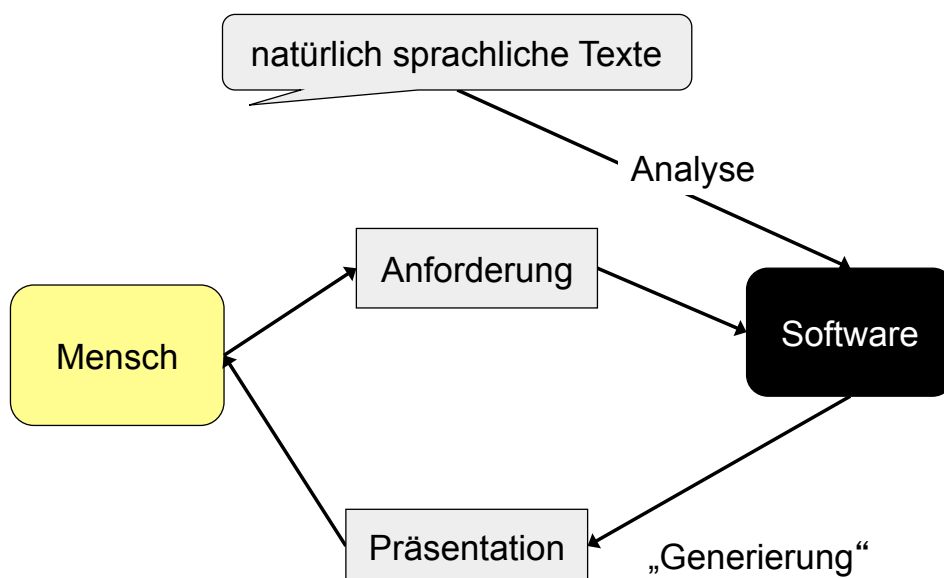 natürlich sprachliche Texte
Analyse
Anforderung
Software
Mensch
Präsentation
„Generierung“